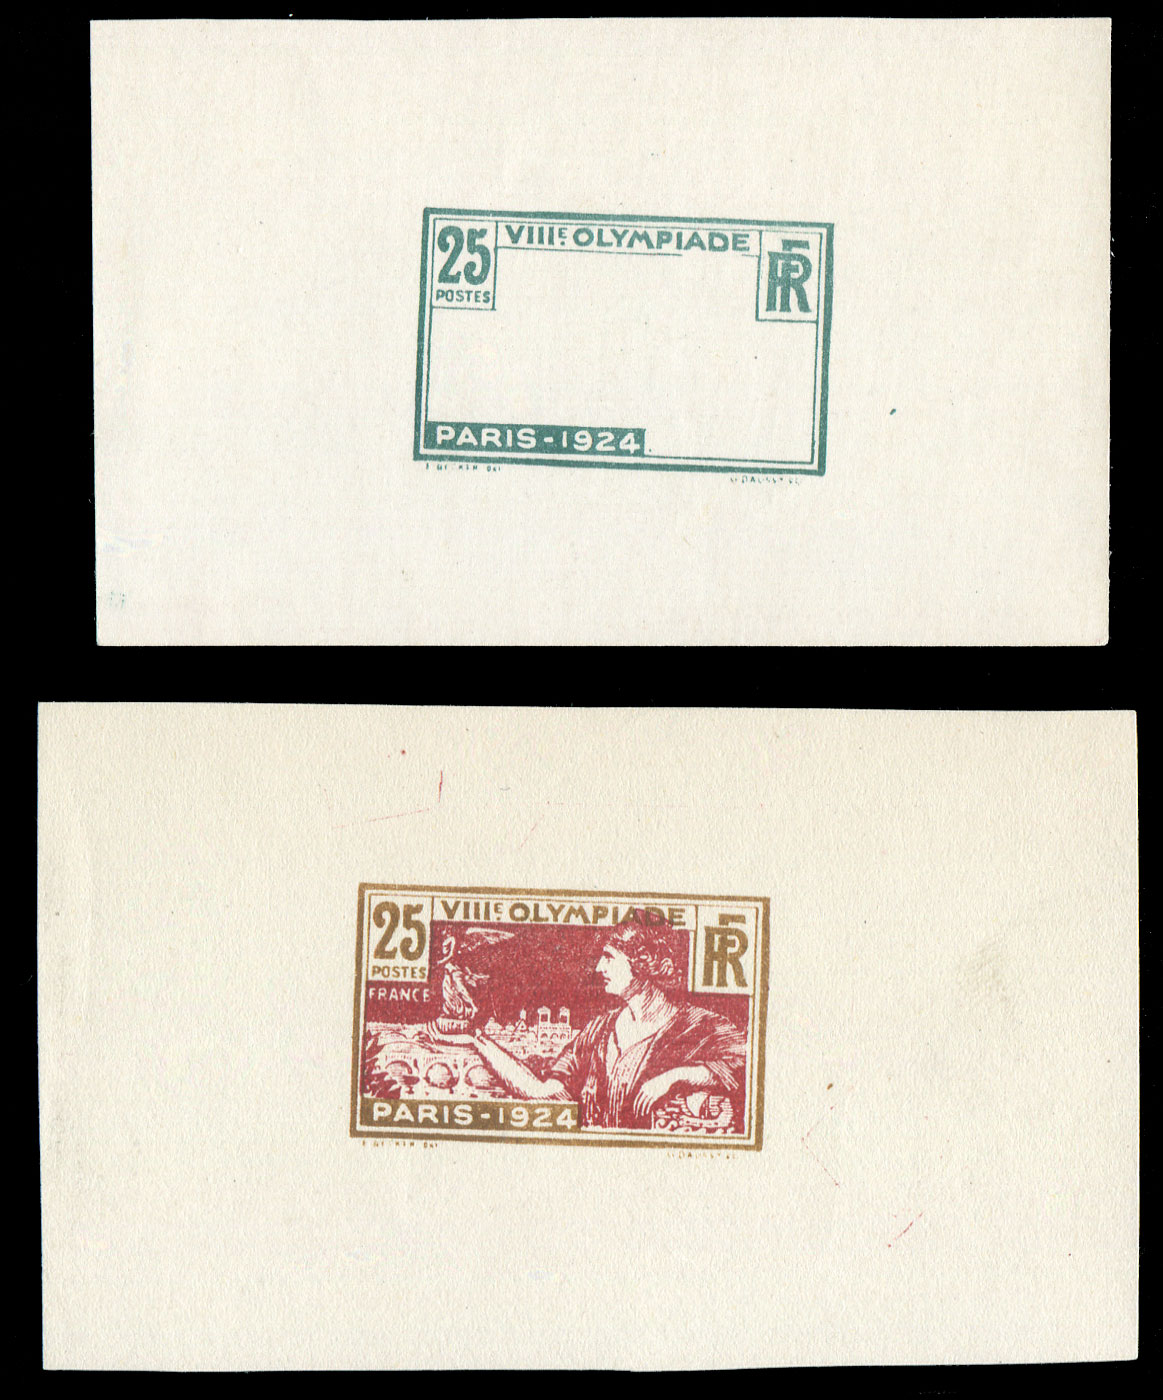 VIIIE. OLYMPIADE
25
POSTES
RF
PARIS-1924
VIIIE. OLYMPIADE
25
POSTES
RF
FRANCE
PARIS-1924